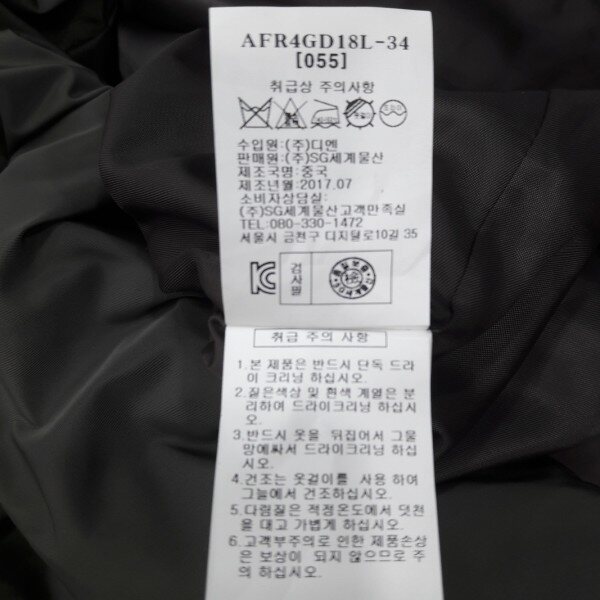 AFR4GD18L-34
[055]
취급상 주의사항
수입원:(주)디엔
판매원:(주)SG세계물산
제조국명:중국
제조년월:2017.07
소비자상담실:
(주)SG세계물산고객만족실
TEL:080-330-1472
서울시 금천구 디지털로10길 35
검
사
필
취급 주의 사항
1.본 제품은 반드시 단독 드라
이 크리닝 하십시오.
2.짙은색상 및 흰색 계열은 분
리하여 드라이크리닝 하십시
오.
3.반드시 옷을 뒤집어서 그물
망에싸서 드라이크리닝 하십
시오.
4.건조는 옷걸이를 사용 하여
그늘에서 건조하십시오.
5.다림질은 적정온도에서 덧천
을 대고 가볍게 하십시오.
6.고객부주의로 인한 제품손상
은 보상이 되지 않으므로 주
의 하십시오.